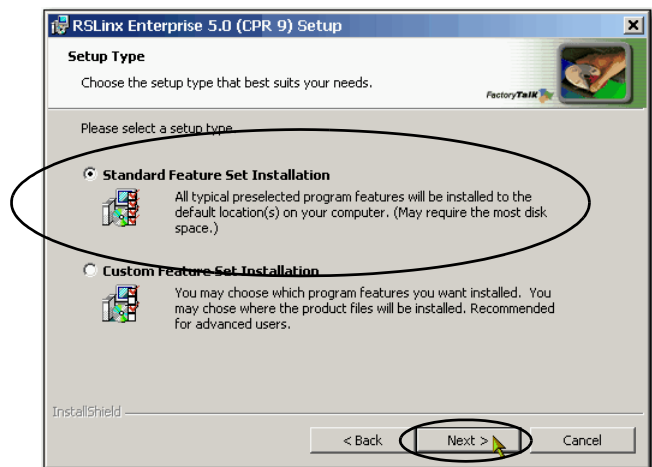 RSLinx Enterprise 5.0 (CPR 9) Setup
Setup Type
Choose the setup type that best suits your needs.
FactoryTalk
Please select a setup type.
Standard Feature Set Installation
All typical preselected program features will be installed to the
default location(s) on your computer. (May require the most disk
space.)
Custom Feature Set Installation
You may choose which program features you want installed. You
may chose where the product files will be installed. Recommended
for advanced users.
InstallShield
< Back
Next >
Cancel